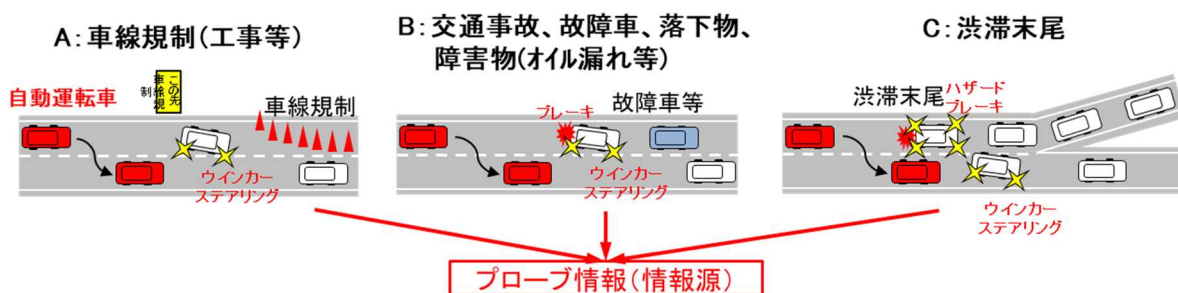 A:車線規制(工事等)
自動運転車
この先
車線規
制
車線規制
ウインカー
ステアリング
B:交通事故、故障車、落下物、
障害物(オイル漏れ等)
ブレーキ
故障車等
ウインカー
ステアリング
C:渋滞末尾
渋滞末尾
ハザード
ブレーキ
ウインカー
ステアリング
プローブ情報(情報源)